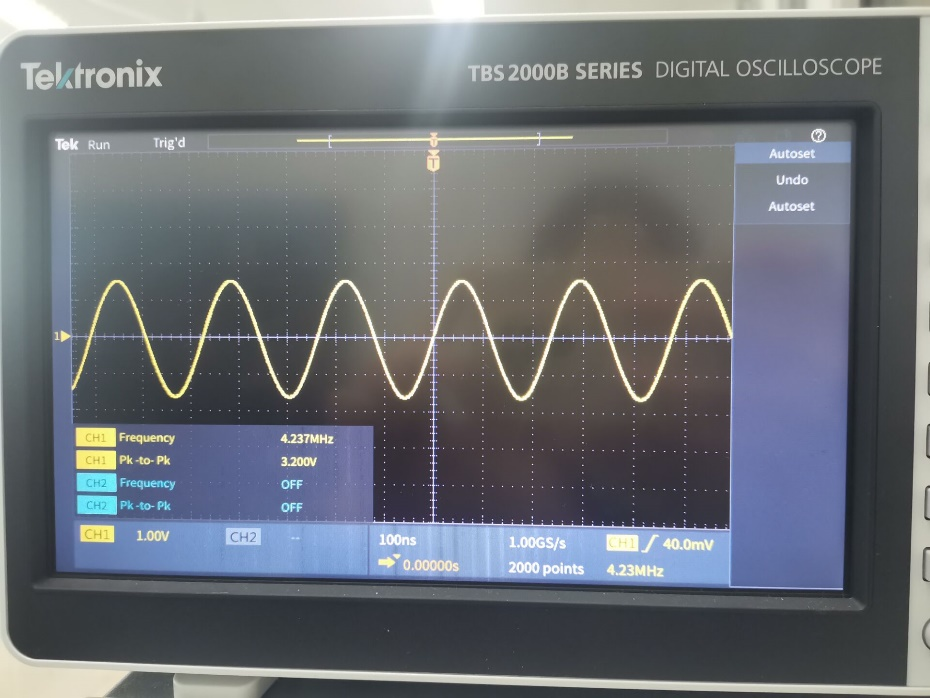 Tektronix
TBS 2000B SERIES DIGITAL OSCILLOSCOPE
Tek Run Trig'd
T
T
?
Autoset
Undo
Autoset
1
CH1 Frequency 4.237MHz
CH1 Pk-to-Pk 3.200V
CH2 Frequency OFF
CH2 Pk-to-Pk OFF
CH1 1.00V CH2 -- 100ns 1.00GS/s CH1 40.0mV
0.00000s 2000 points 4.23MHz